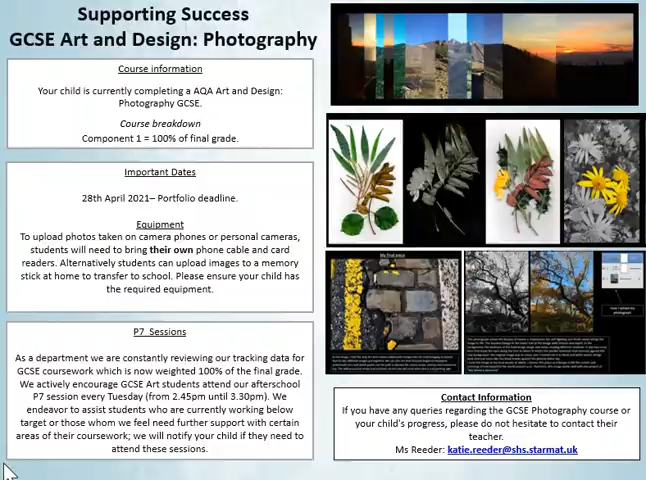 Supporting Success
GCSE Art and Design: Photography
Course information
Your child is currently completing a AQA Art and Design:
Photography GCSE.
Course breakdown
Component 1 = 100% of final grade.
Important Dates
28th April 2021– Portfolio deadline.
Equipment
To upload photos taken on camera phones or personal cameras,
students will need to bring their own phone cable and card
readers. Alternatively students can upload images to a memory
stick at home to transfer to school. Please ensure your child has
the required equipment.
P7 Sessions
As a department we are constantly reviewing our tracking data for
GCSE coursework which is now weighted 100% of the final grade.
We actively encourage GCSE Art students attend our afterschool
P7 session every Tuesday (from 2.45pm until 3.30pm). We
endeavor to assist students who are currently working below
target or those whom we feel need further support with certain
areas of their coursework; we will notify your child if they need to
attend these sessions.
My final piece
Contact Information
If you have any queries regarding the GCSE Photography course or
your child's progress, please do not hesitate to contact their
teacher.
Ms Reeder: katie.reeder@shs.starmat.uk